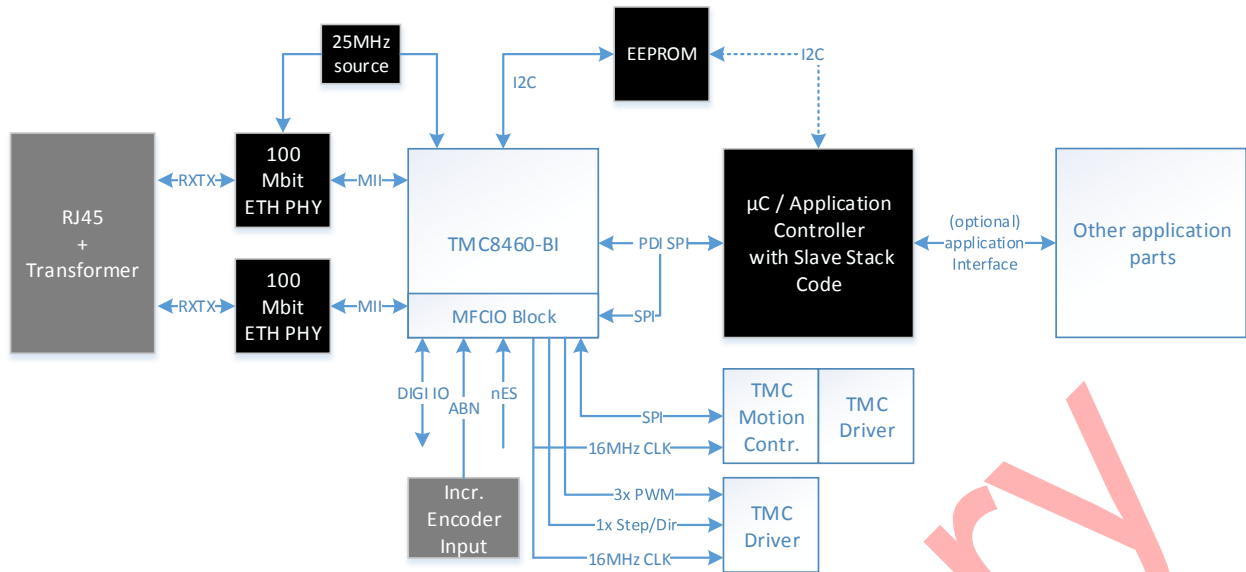 25MHz
source
EEPROM
I2C
I2C
RJ45
+
Transformer
RXTX
100
Mbit
ETH PHY
MII
TMC8460-BI
PDI SPI
µC / Application
Controller
with Slave Stack
Code
(optional)
application
Interface
Other application
parts
RXTX
100
Mbit
ETH PHY
MII
MFCIO Block
SPI
DIGI IO
ABN
nES
SPI
16MHz CLK
TMC
Motion
Contr.
TMC
Driver
Incr.
Encoder
Input
3x PWM
1x Step/Dir
16MHz CLK
TMC
Driver
ry